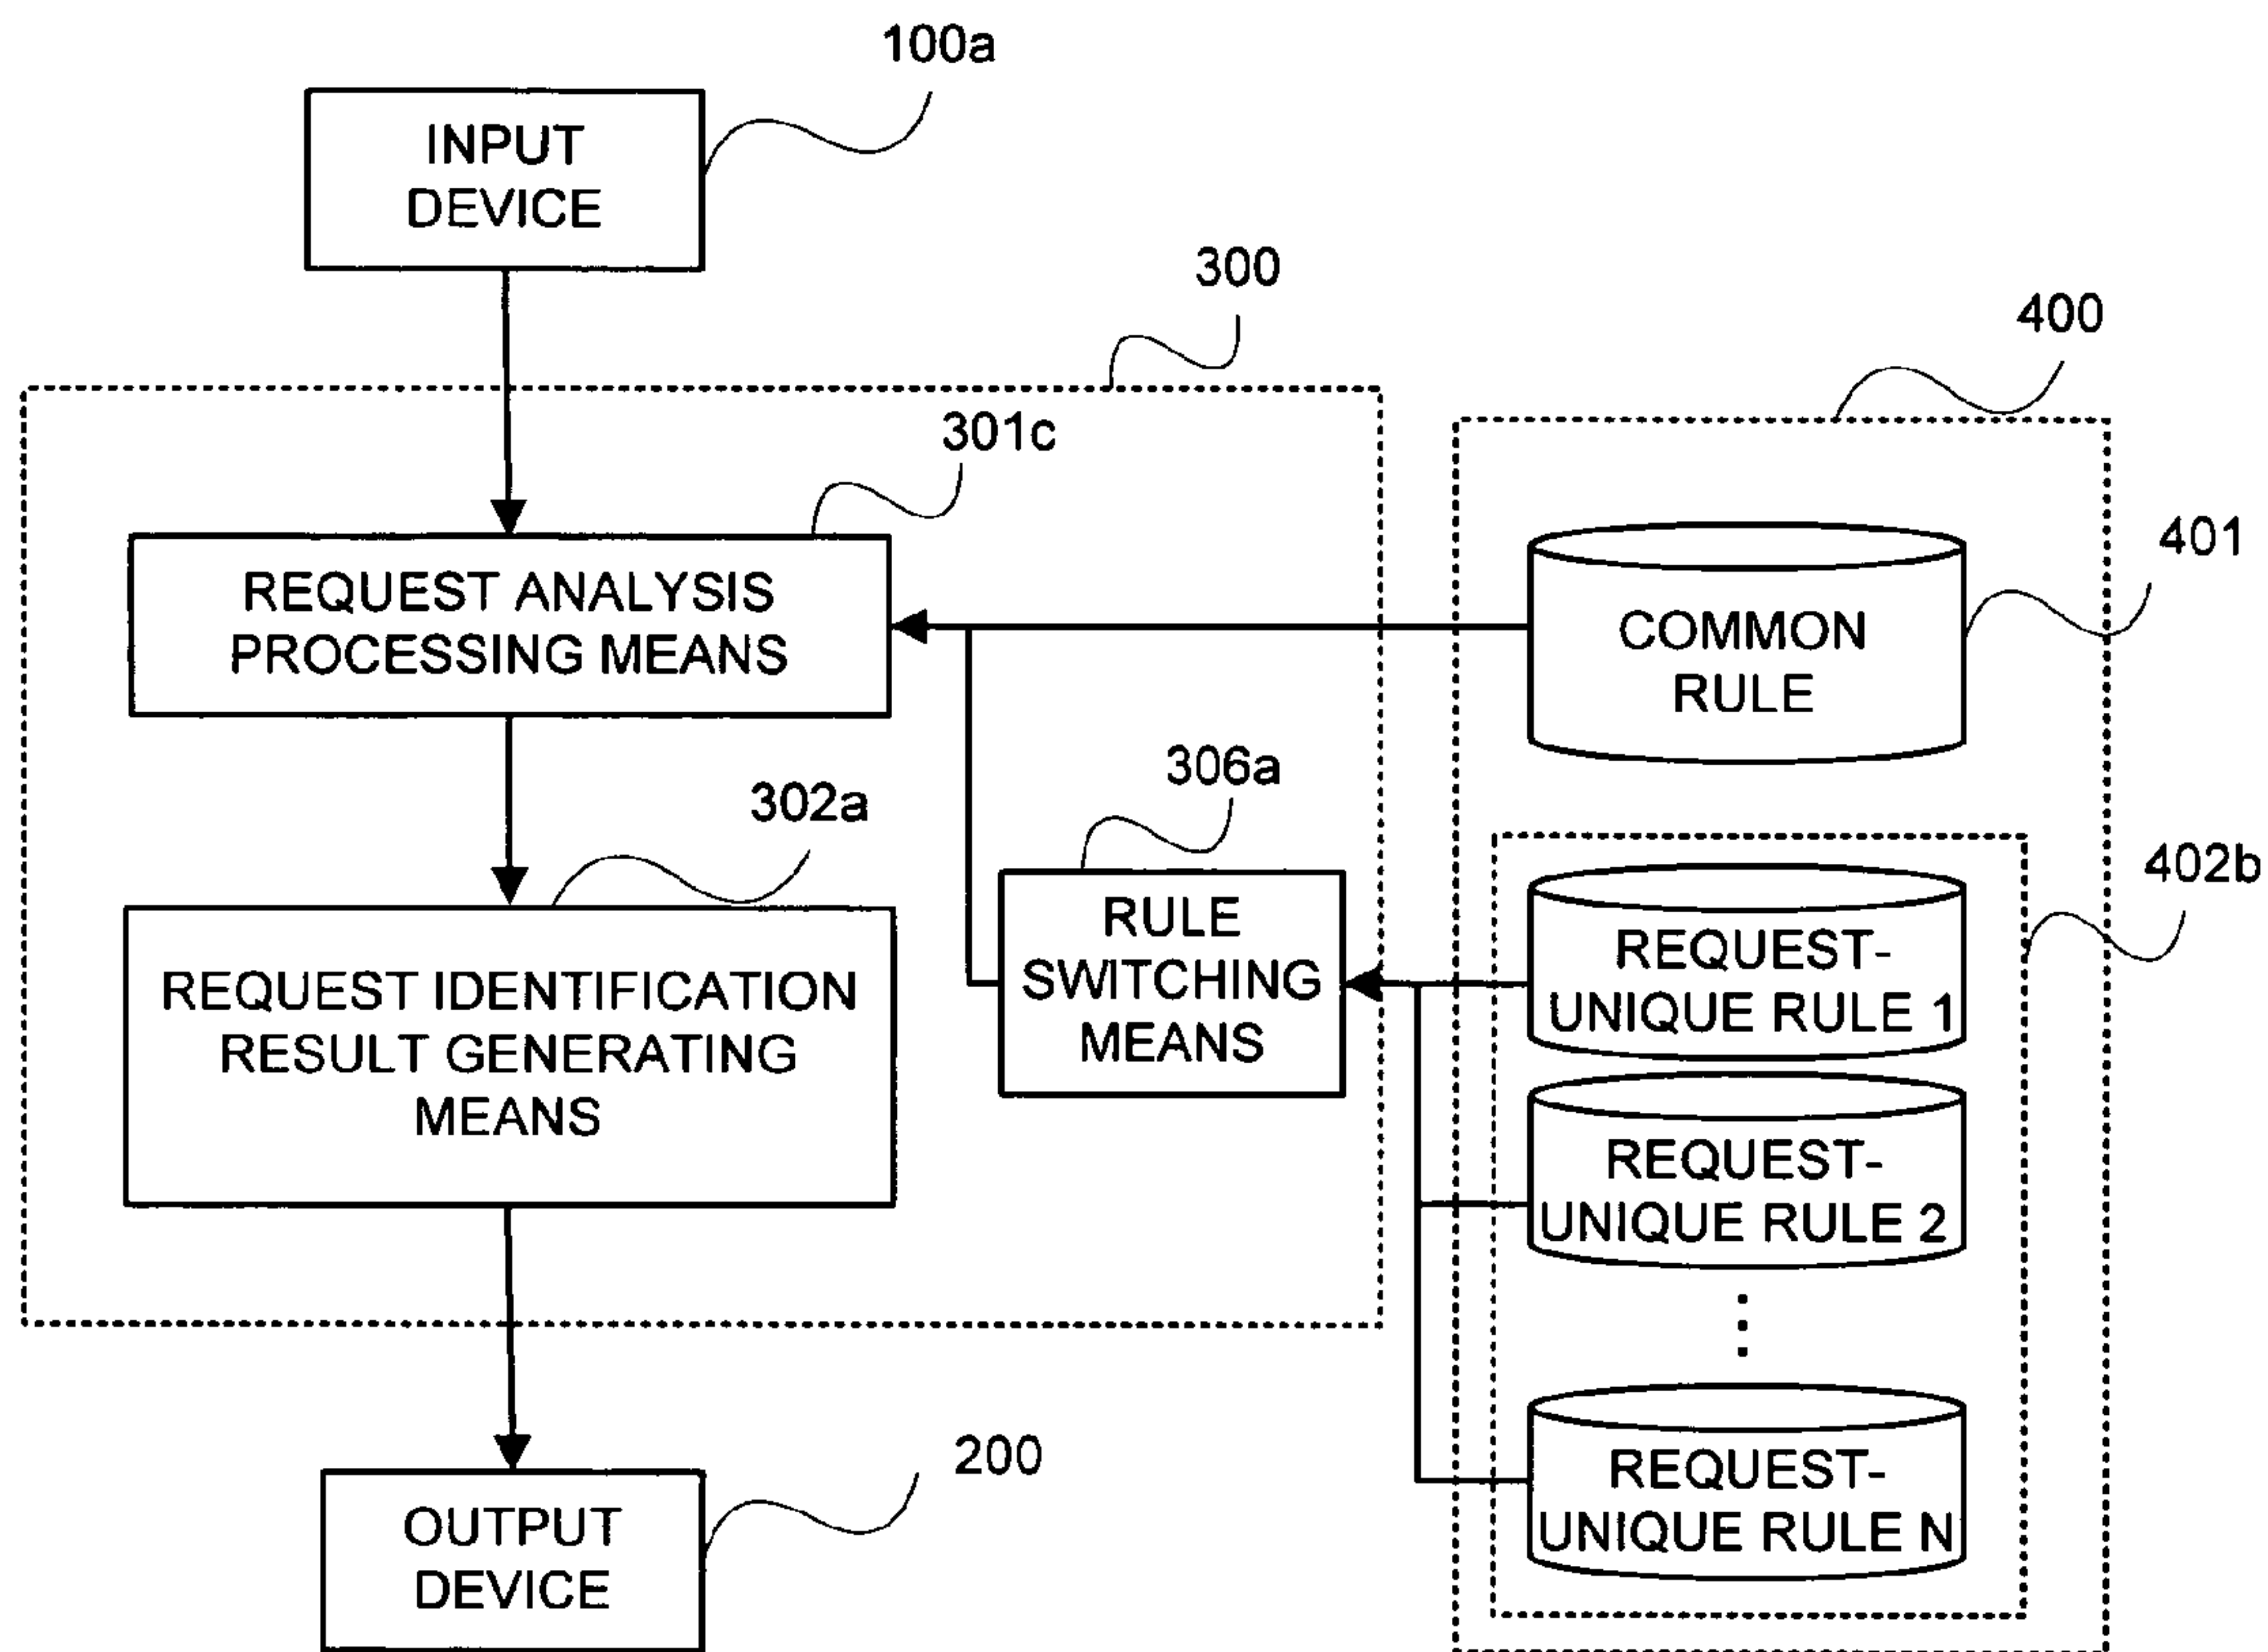 100a
INPUT
DEVICE
300
400
301c
401
REQUEST ANALYSIS
PROCESSING MEANS
COMMON
RULE
306a
302a
402b
RULE
SWITCHING
MEANS
REQUEST-
UNIQUE RULE 1
REQUEST IDENTIFICATION
RESULT GENERATING
MEANS
REQUEST-
UNIQUE RULE 2
REQUEST-
UNIQUE RULE N
200
OUTPUT
DEVICE